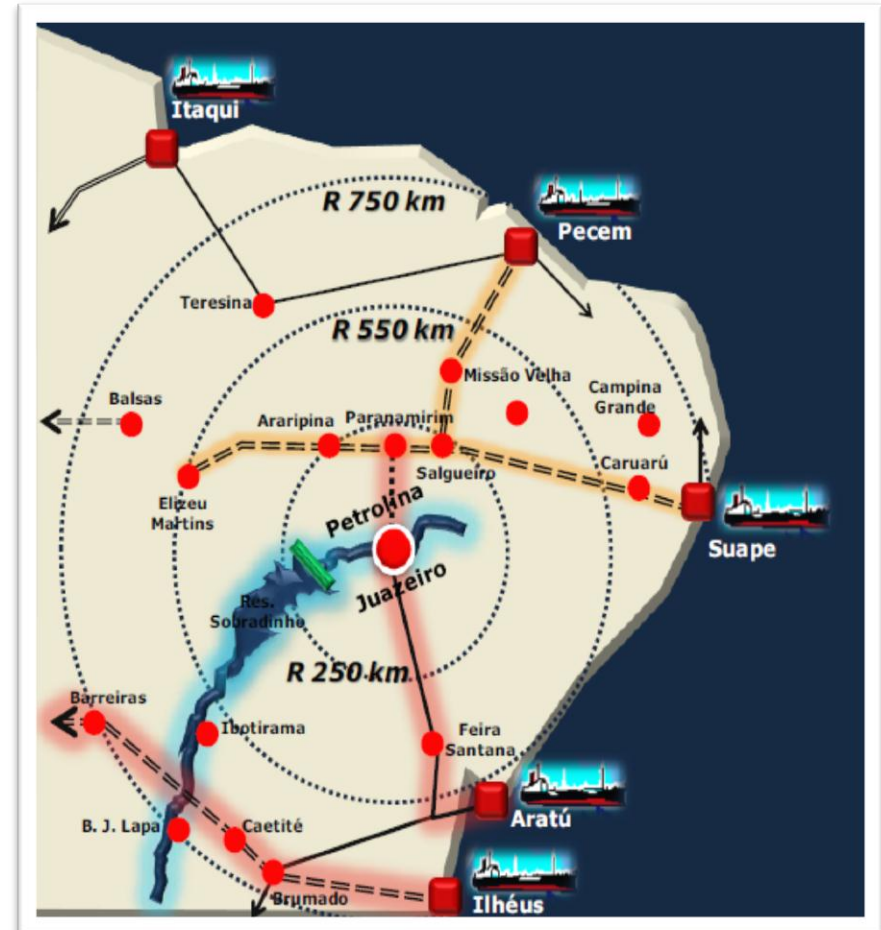 Itaqui
R 750 km
Pecem
Teresina
R 550 km
Missão Velha
Balsas
Campina
Grande
Araripina
Paranamirim
Salgueiro
Caruarú
Elizeu
Martins
Petrolina
Suape
Juazeiro
Res.
Sobradinho
R 250 km
Barreiras
Ibotirama
Feira
Santana
Aratú
B. J. Lapa
Caetité
Brumado
Ilhéus